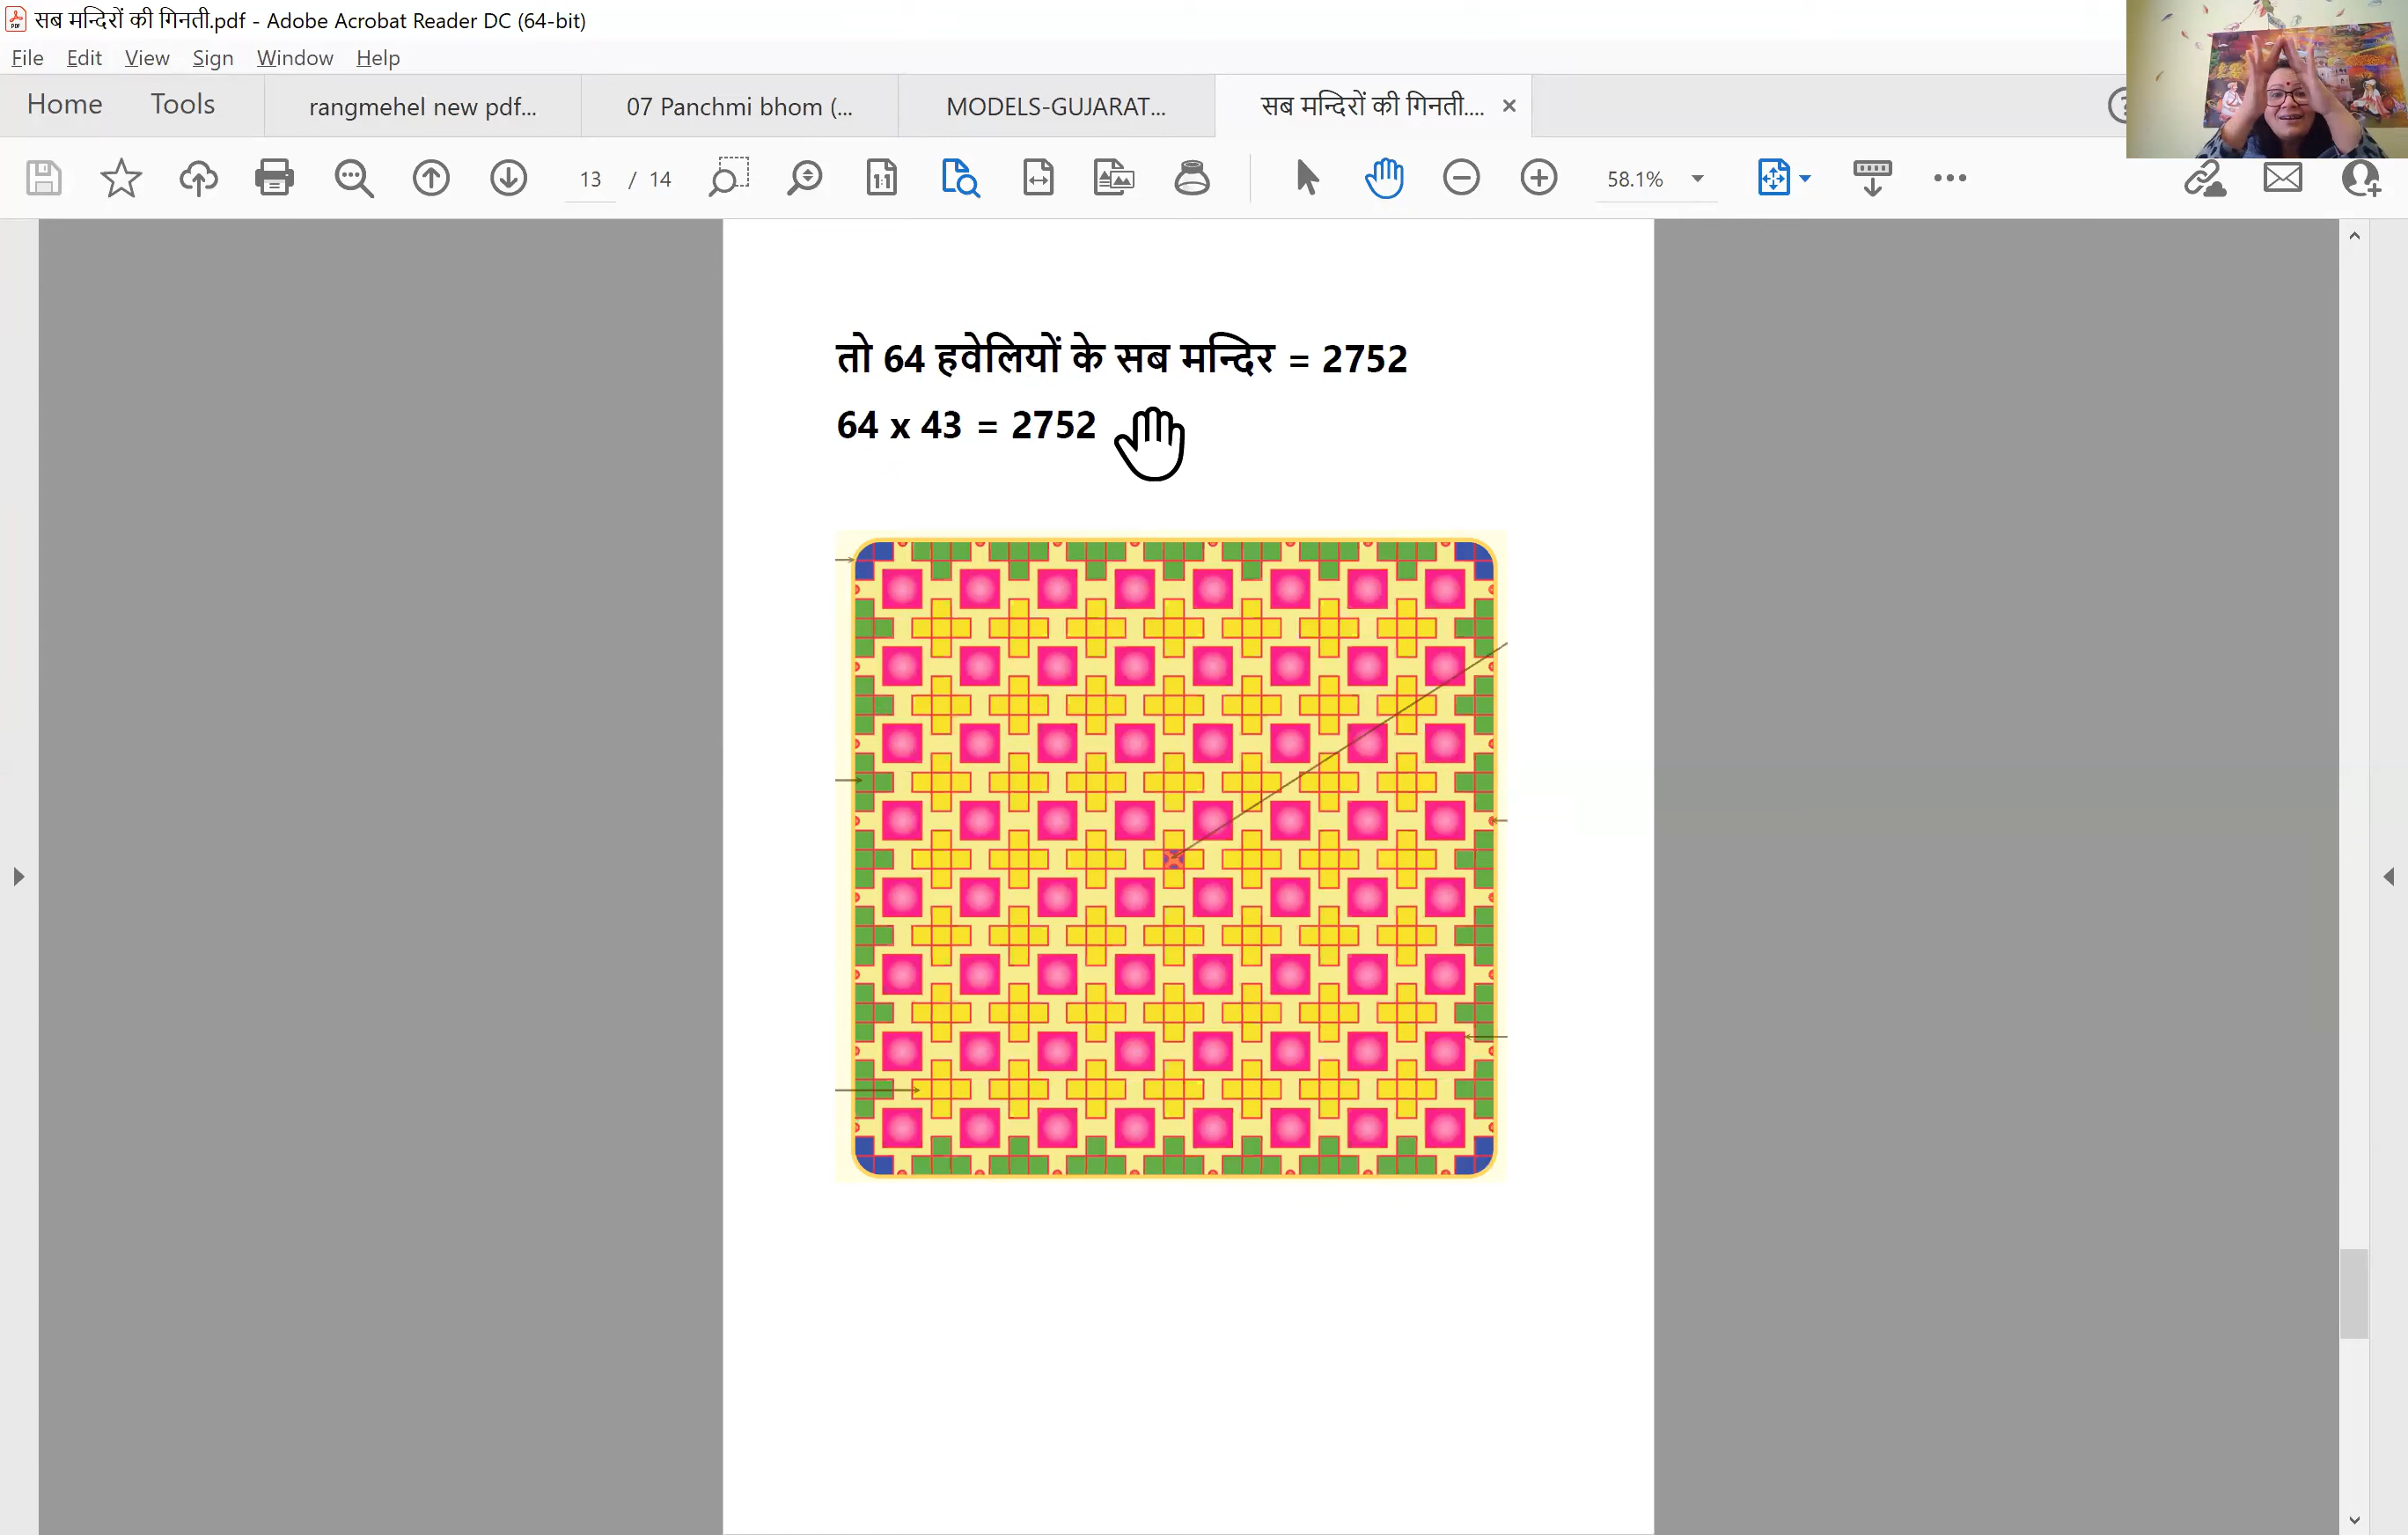 सब मन्दिरों की गिनती.pdf - Adobe Acrobat Reader DC (64-bit)
File Edit View Sign Window Help
Home Tools rangmehel new pdf... 07 Panchmi bhom (... MODELS-GUJARAT... सब मन्दिरों की गिनती....
13 / 14 1:1 58.1%
तो 64 हवेलियों के सब मन्दिर = 2752
64 x 43 = 2752